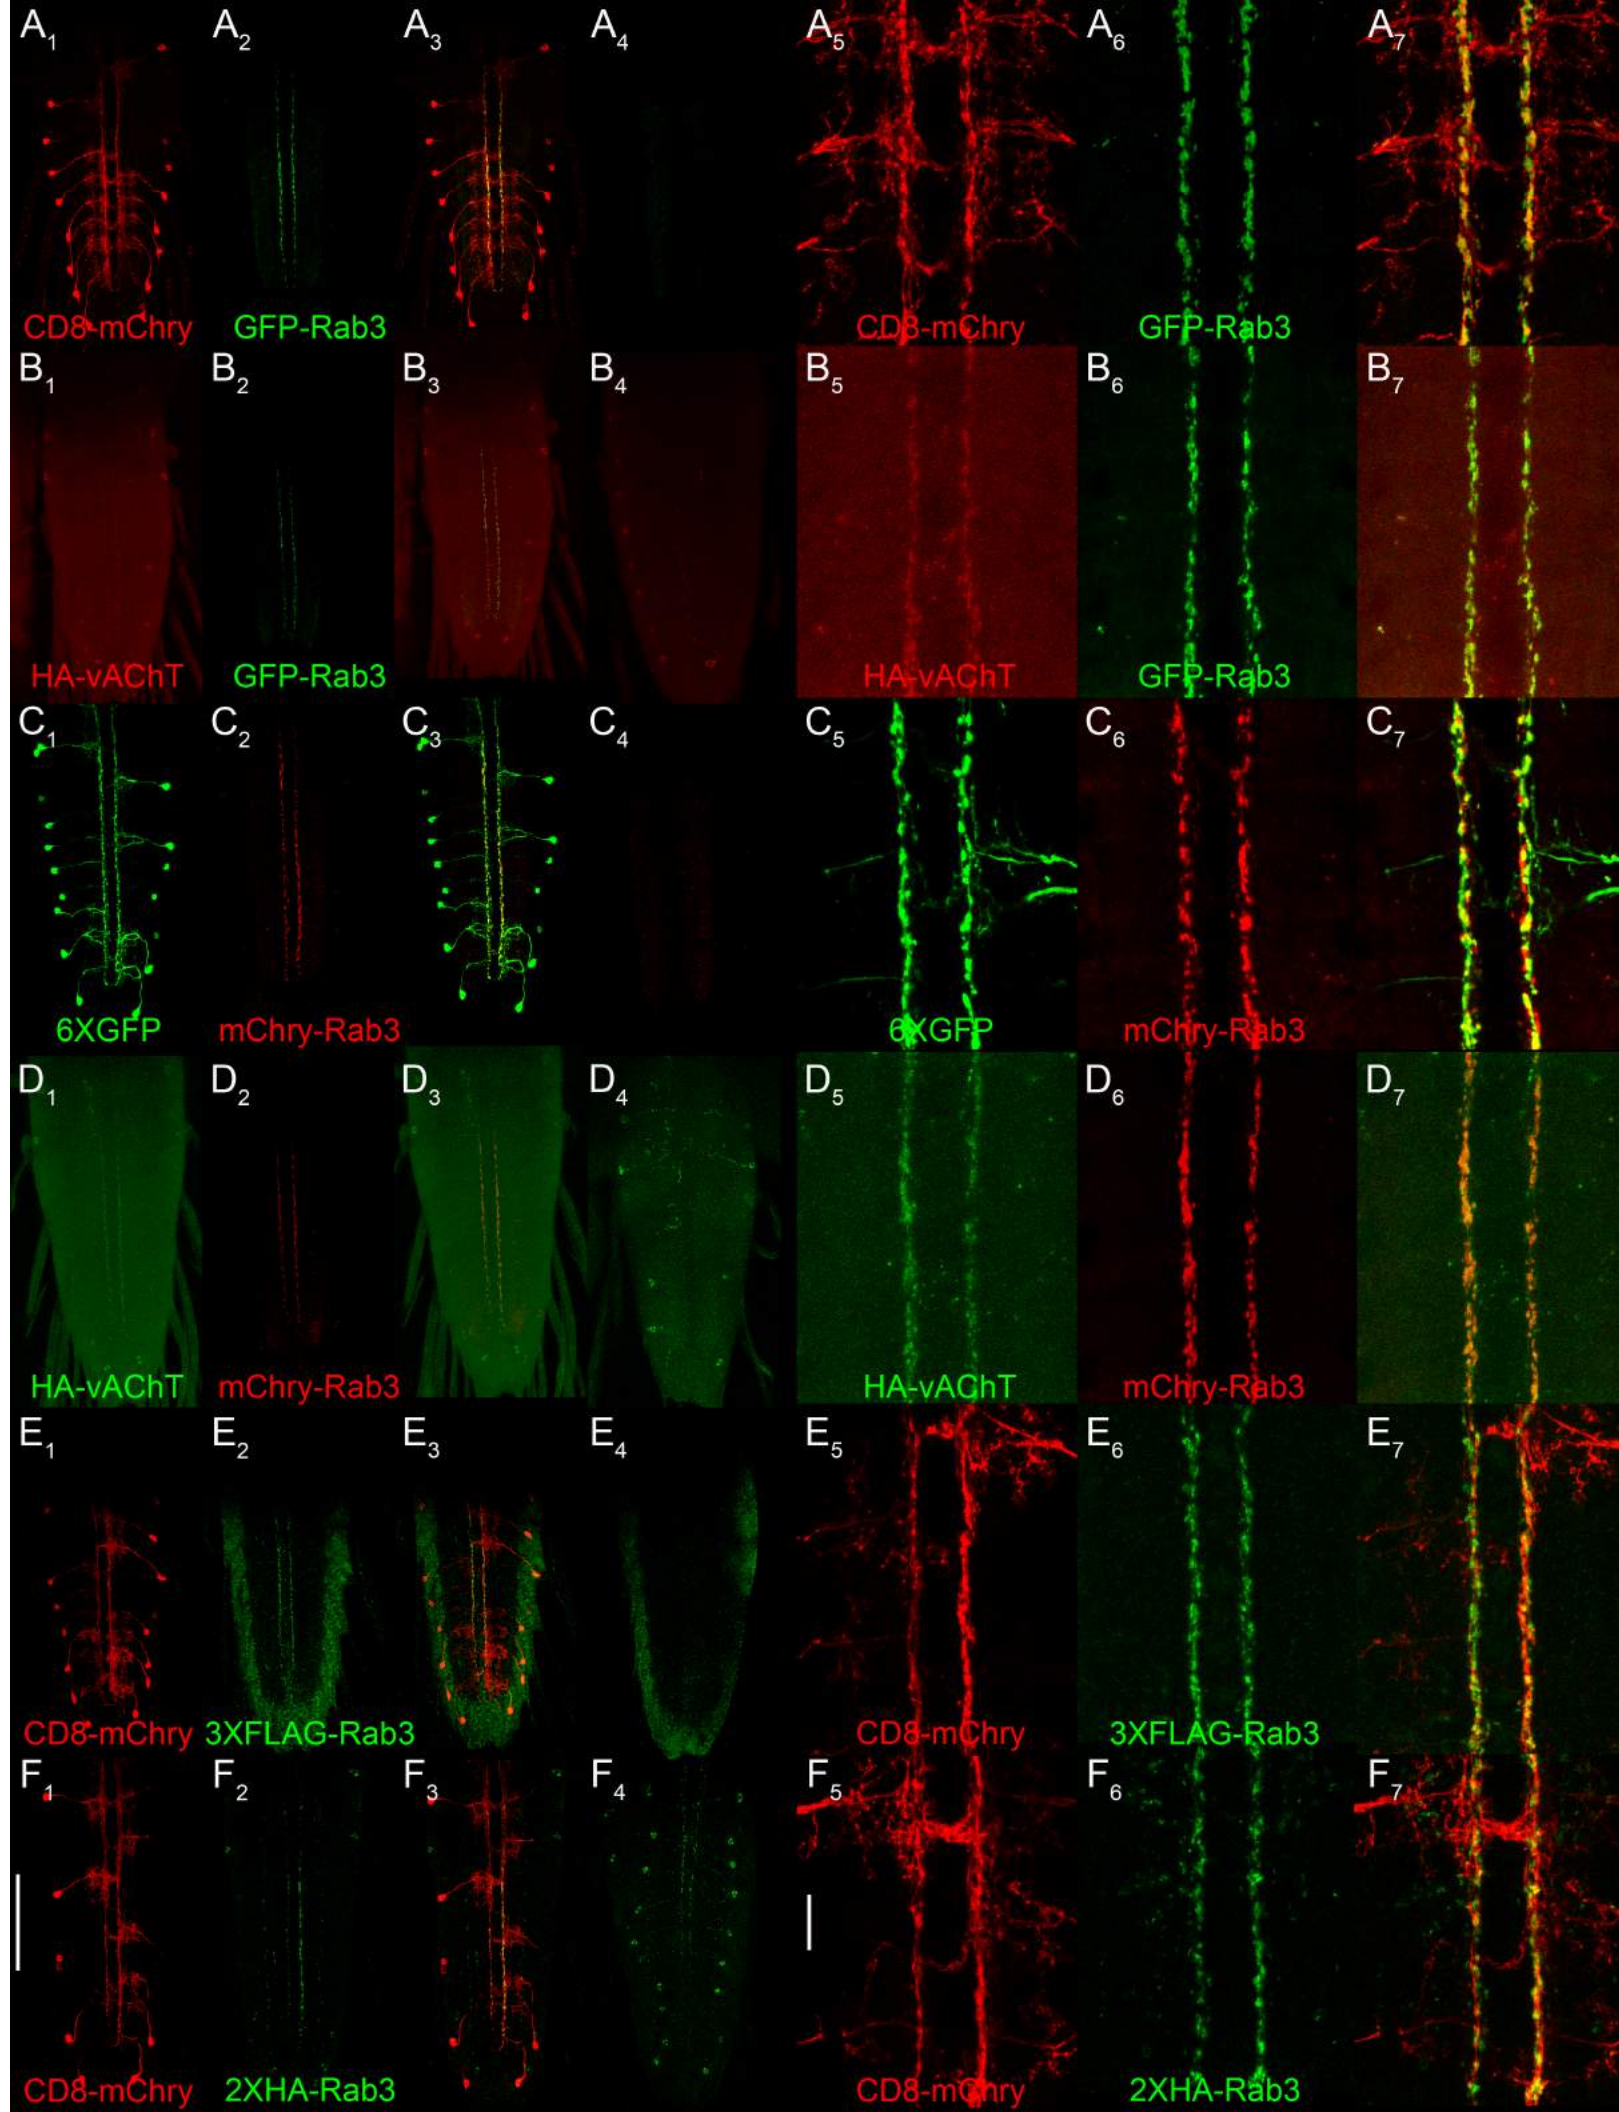 A1 A2 A3 A4 A5 A6 A7
CD8-mChry GFP-Rab3 CD8-mChry GFP-Rab3
B1 B2 B3 B4 B5 B6 B7
HA-vAChT GFP-Rab3 HA-vAChT GFP-Rab3
C1 C2 C3 C4 C5 C6 C7
6XGFP mChry-Rab3 6XGFP mChry-Rab3
D1 D2 D3 D4 D5 D6 D7
HA-vAChT mChry-Rab3 HA-vAChT mChry-Rab3
E1 E2 E3 E4 E5 E6 E7
CD8-mChry 3XFLAG-Rab3 CD8-mChry 3XFLAG-Rab3
F1 F2 F3 F4 F5 F6 F7
CD8-mChry 2XHA-Rab3 CD8-mChry 2XHA-Rab3